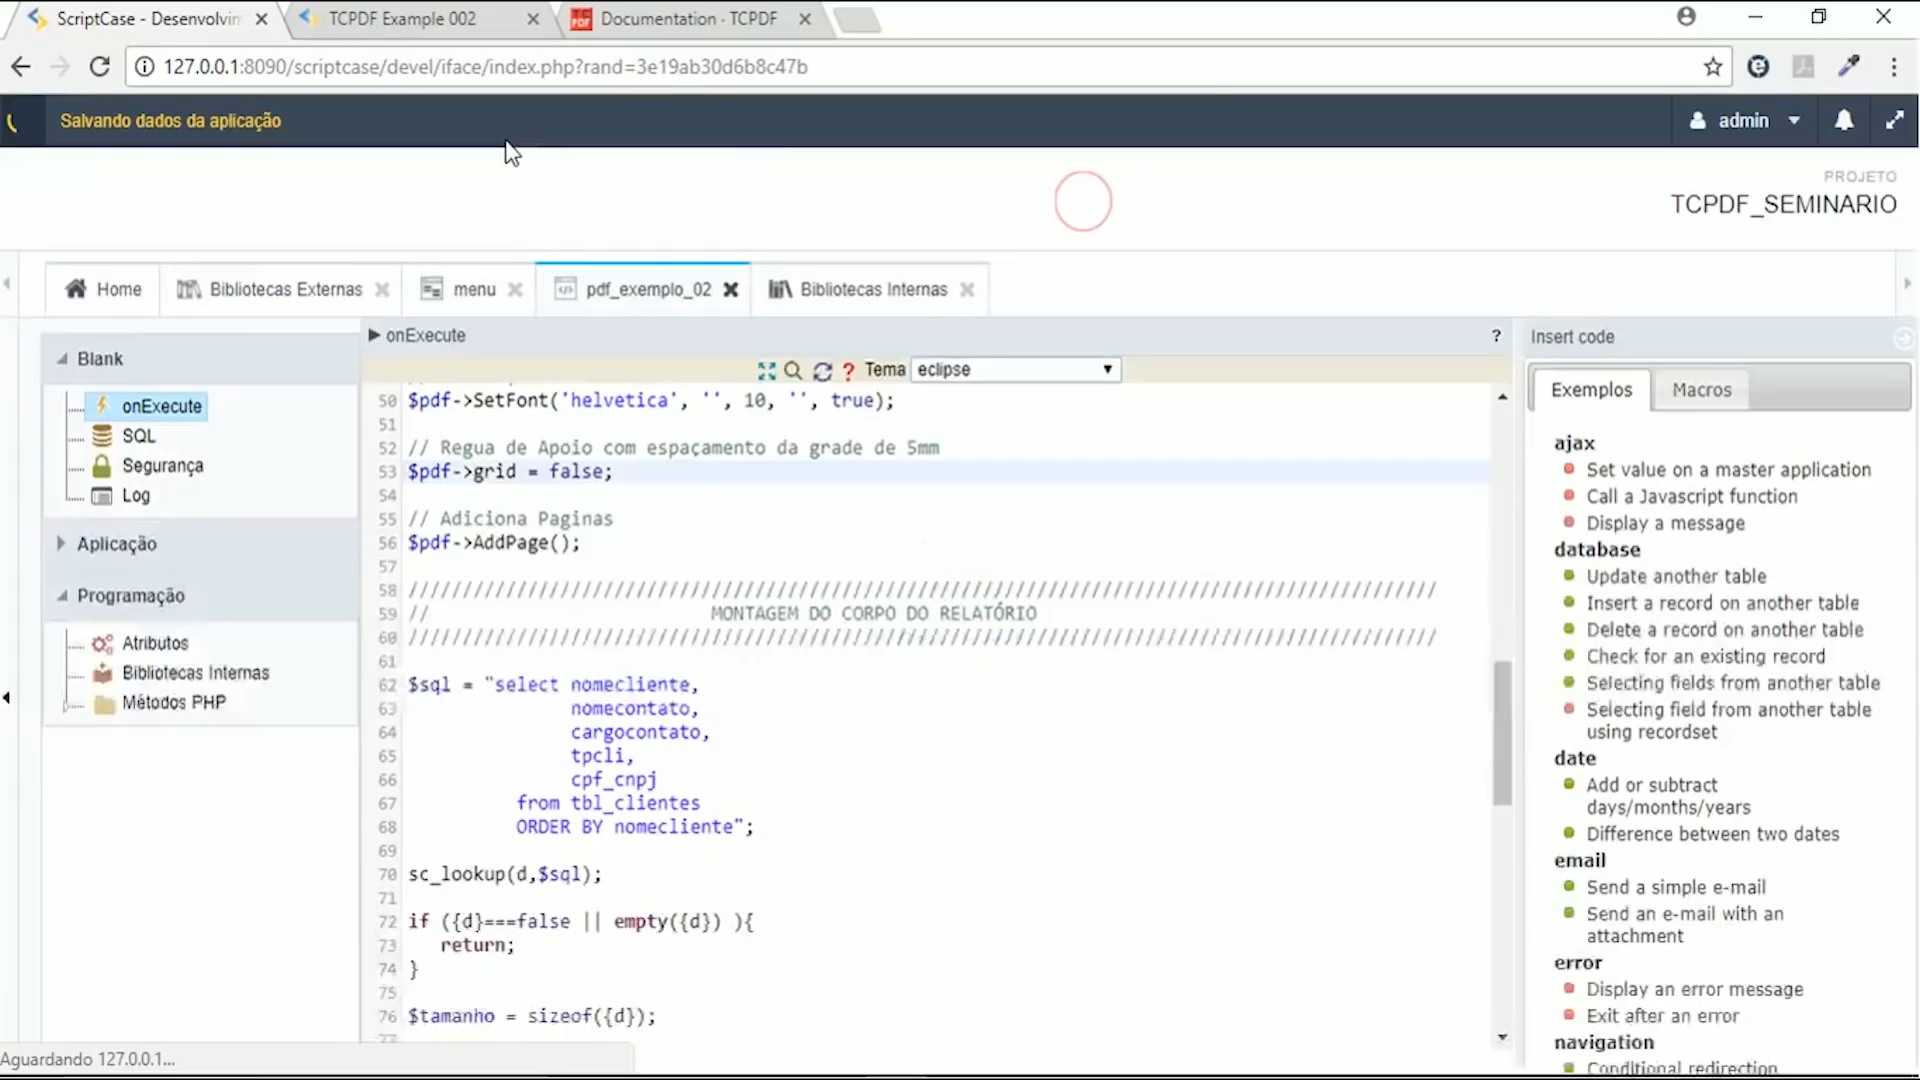 ScriptCase - Desenvolvin
TCPDF Example 002
Documentation · TCPDF
127.0.0.1:8090/scriptcase/devel/iface/index.php?rand=3e19ab30d6b8c47b
Salvando dados da aplicação
admin
PROJETO
TCPDF_SEMINARIO
Home
Bibliotecas Externas
menu
pdf_exemplo_02
Bibliotecas Internas
Blank
onExecute
SQL
Segurança
Log
Aplicação
Programação
Atributos
Bibliotecas Internas
Métodos PHP
onExecute
?
? Tema eclipse
50 $pdf->SetFont('helvetica', '', 10, '', true);
51
52 // Regua de Apoio com espaçamento da grade de 5mm
53 $pdf->grid = false;
54
55 // Adiciona Paginas
56 $pdf->AddPage();
57
58 ///////////////////////////////////////////////////////////////////////////////////////////////
59 // MONTAGEM DO CORPO DO RELATÓRIO
60 ///////////////////////////////////////////////////////////////////////////////////////////////
61
62 $sql = "select nomecliente,
63 nomecontato,
64 cargocontato,
65 tpcli,
66 cpf_cnpj
67 from tbl_clientes
68 ORDER BY nomecliente";
69
70 sc_lookup(d,$sql);
71
72 if ({d}===false || empty({d}) ){
73 return;
74 }
75
76 $tamanho = sizeof({d});
77
Insert code
Exemplos
Macros
ajax
Set value on a master application
Call a Javascript function
Display a message
database
Update another table
Insert a record on another table
Delete a record on another table
Check for an existing record
Selecting fields from another table
Selecting field from another table
using recordset
date
Add or subtract
days/months/years
Difference between two dates
email
Send a simple e-mail
Send an e-mail with an
attachment
error
Display an error message
Exit after an error
navigation
Conditional redirection
Aguardando 127.0.0.1...